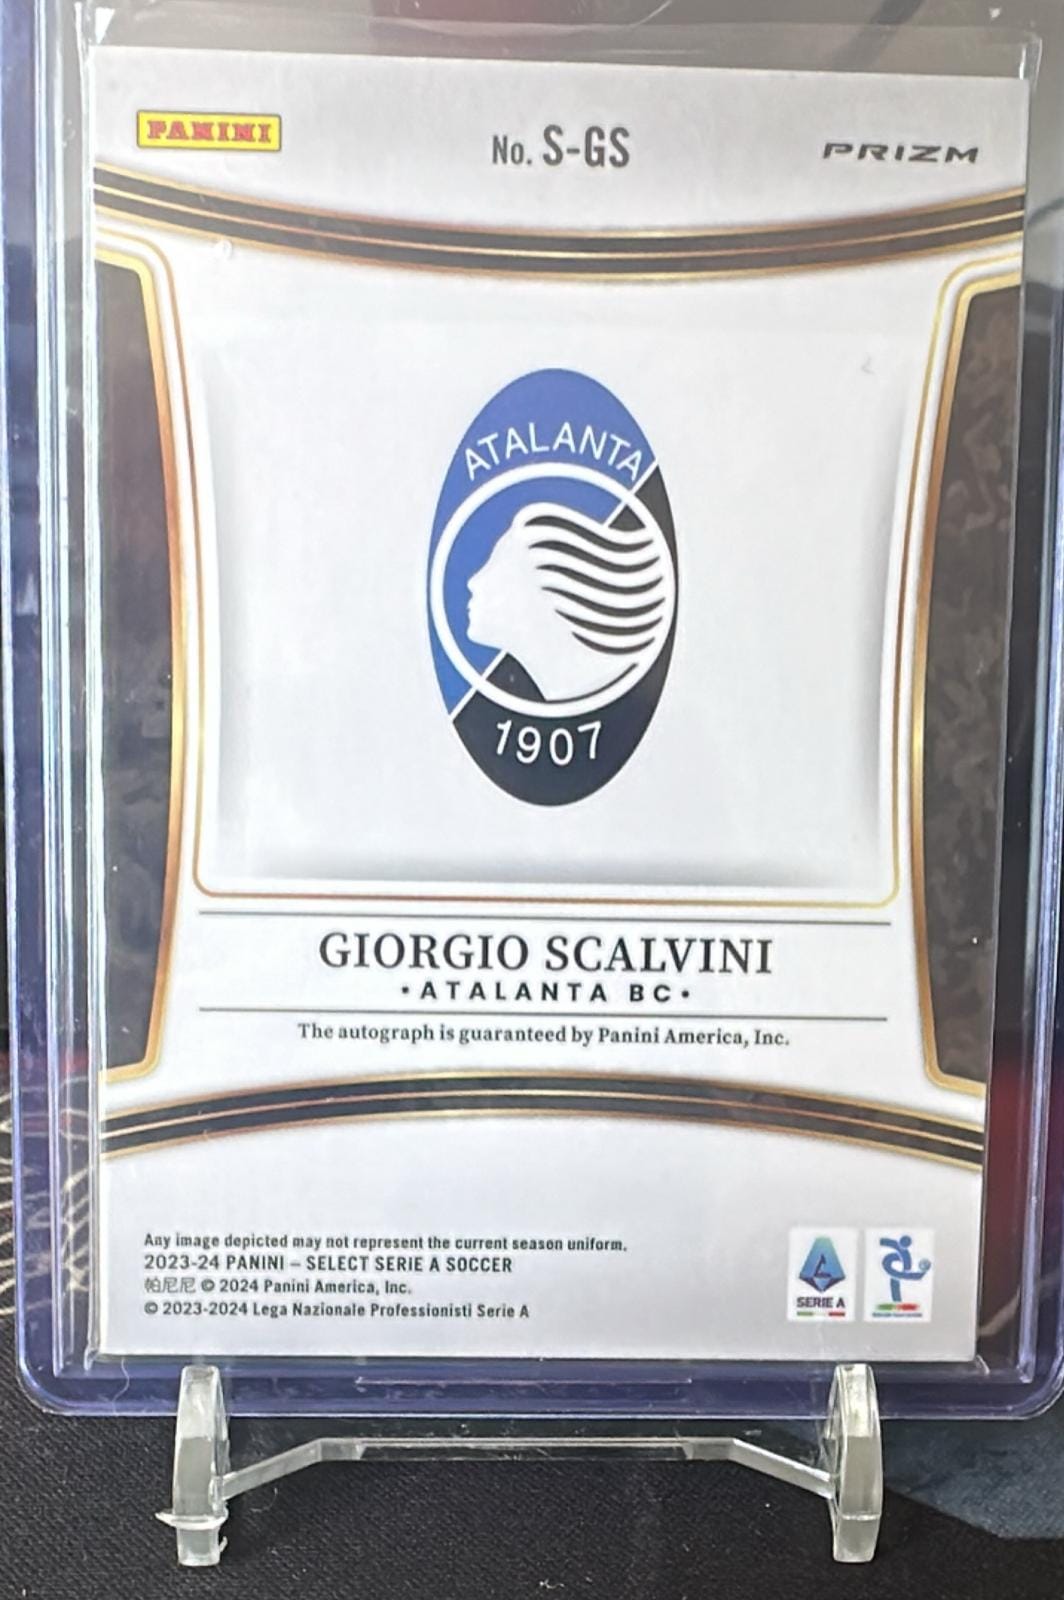 PANINI
No. S-GS
PRIZM
ATALANTA
1907
GIORGIO SCALVINI
•ATALANTA BC•
The autograph is guaranteed by Panini America, Inc.
Any image depicted may not represent the current season uniform.
2023-24 PANINI – SELECT SERIE A SOCCER
帕尼尼 © 2024 Panini America, Inc.
© 2023-2024 Lega Nazionale Professionisti Serie A
SERIE A